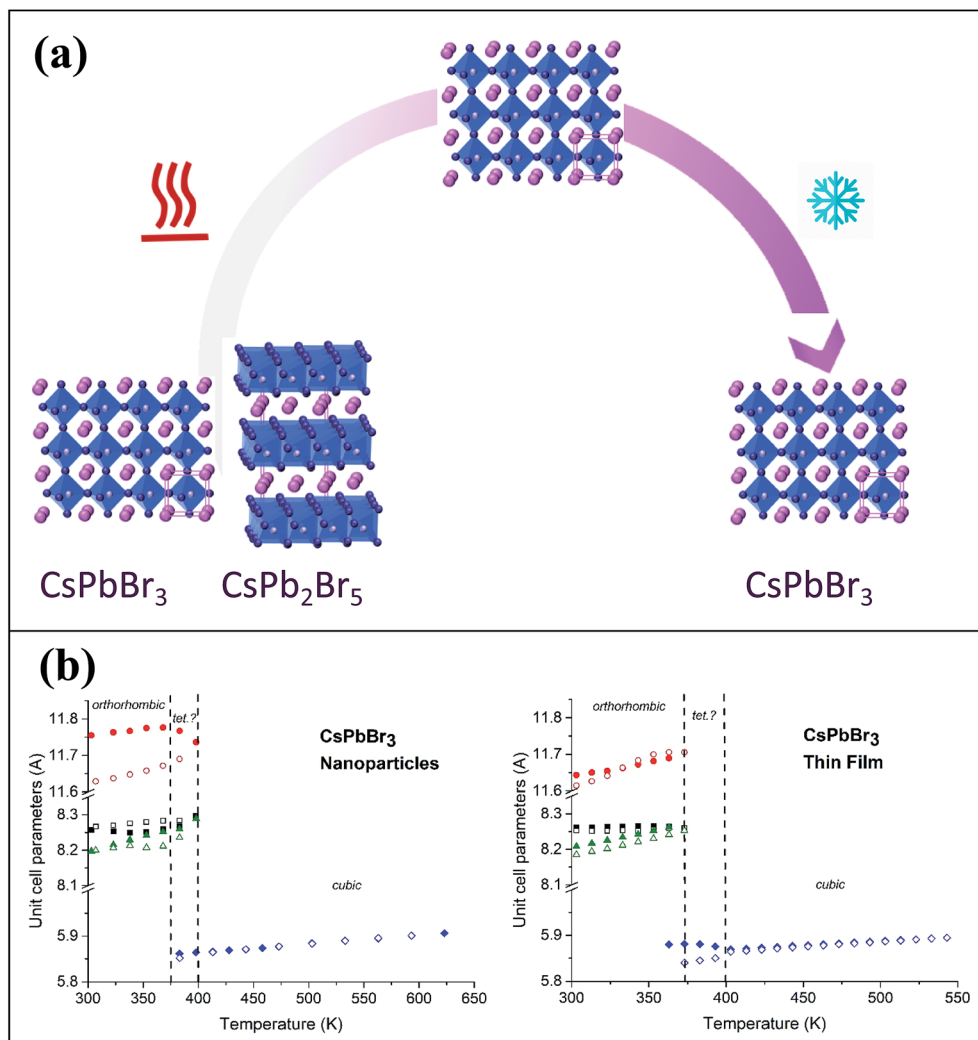 (a)
CsPbBr₃
CsPb₂Br₅
CsPbBr₃
(b)
Unit cell parameters (A)
11.8
11.7
11.6
8.3
8.2
8.1
5.9
5.8
orthorhombic
tet.?
CsPbBr₃
Nanoparticles
cubic
300 350 400 450 500 550 600 650
Temperature (K)
Unit cell parameters (A)
11.8
11.7
11.6
8.3
8.2
8.1
5.9
5.8
orthorhombic
tet.?
CsPbBr₃
Thin Film
cubic
300 350 400 450 500 550
Temperature (K)